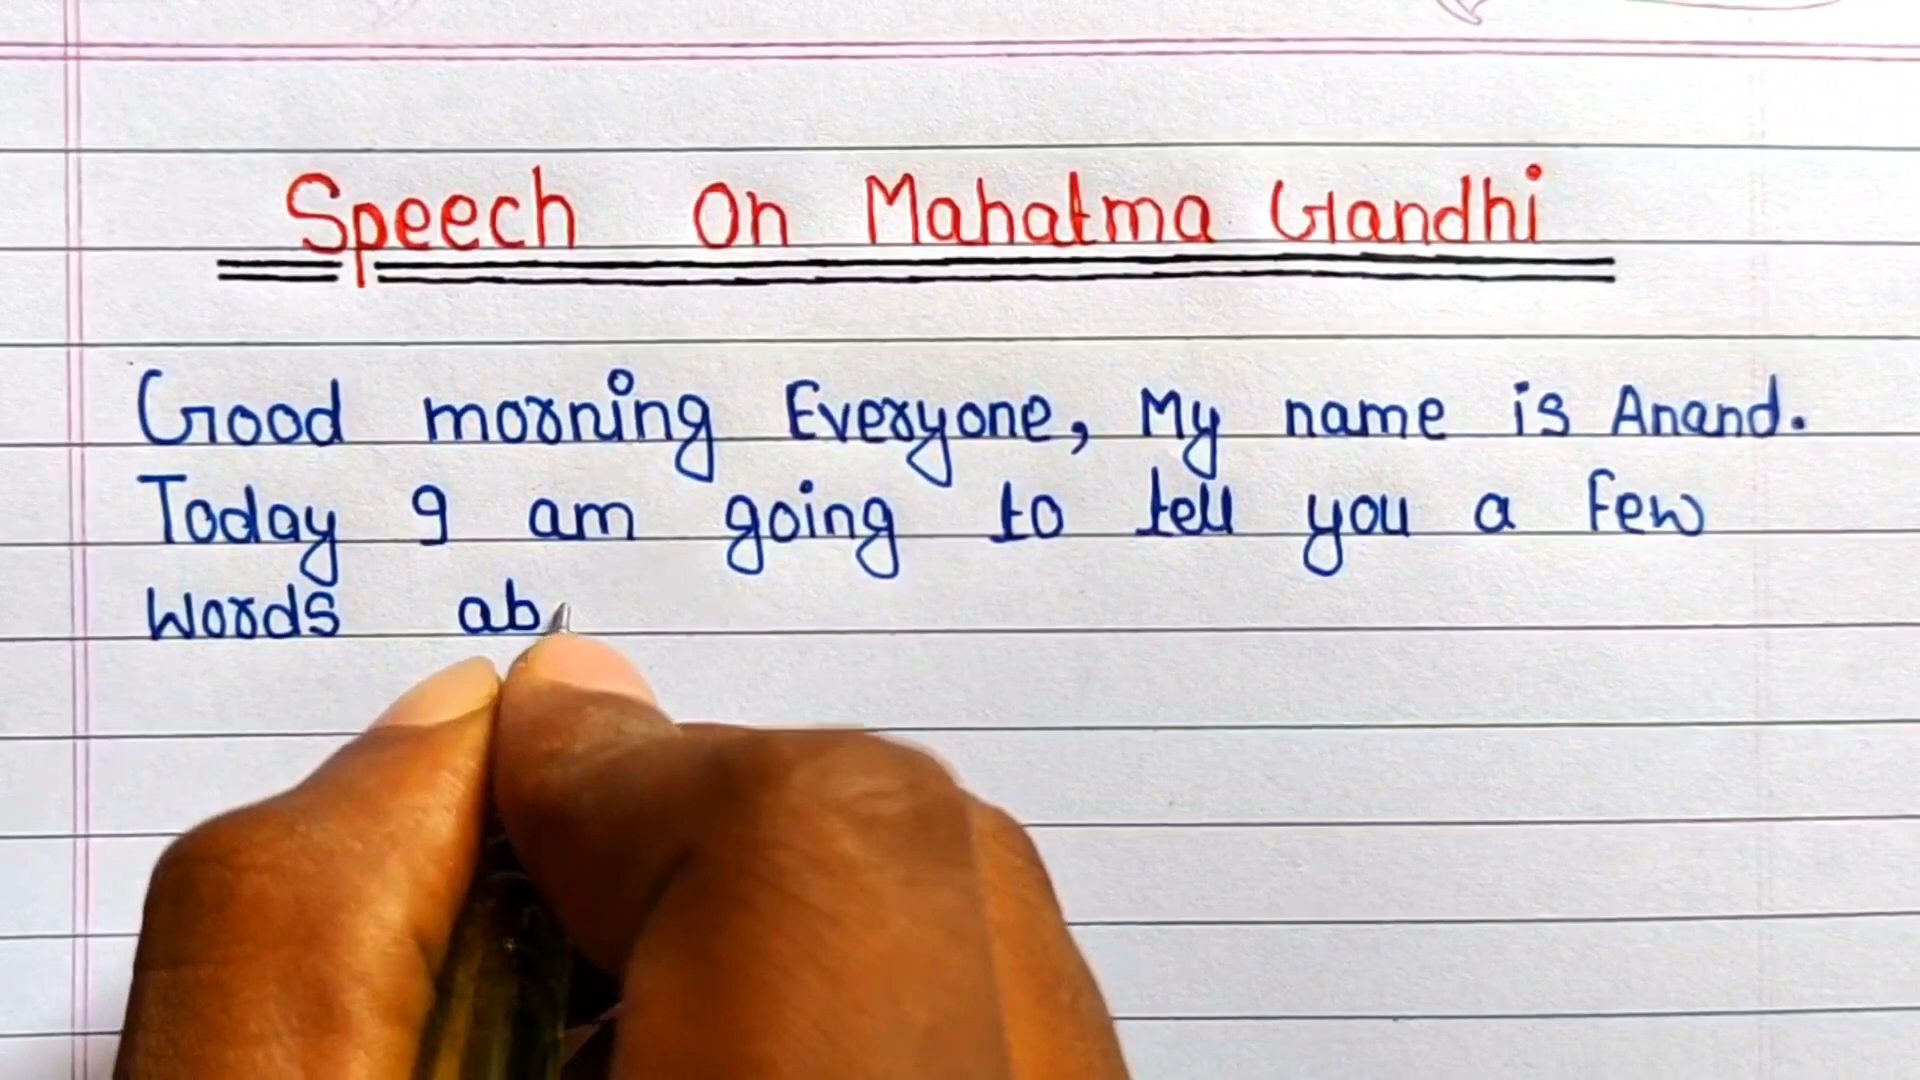 Speech On Mahatma Gandhi
Good morning Everyone, My name is Anand.
Today I am going to tell you a few
words ab